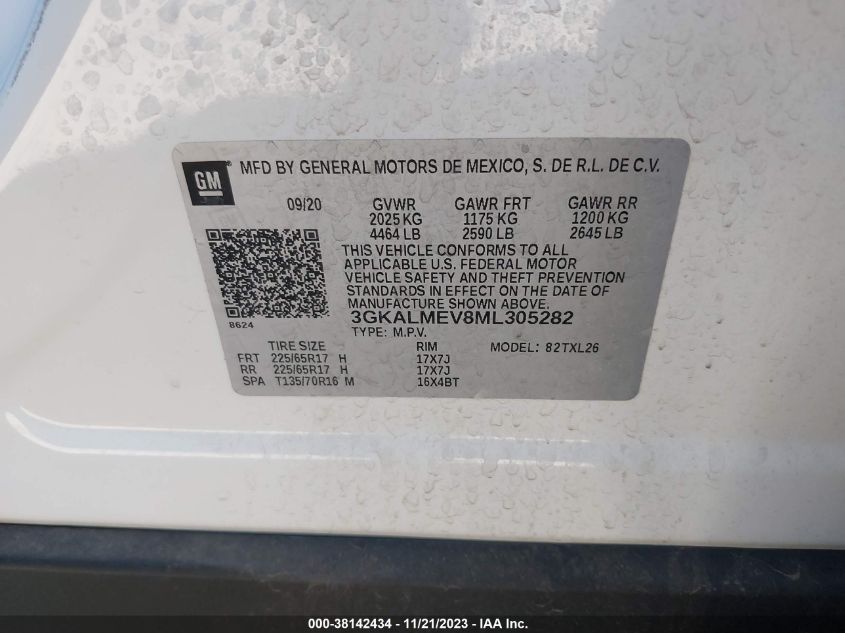 GM ® MFD BY GENERAL MOTORS DE MEXICO, S. DE R.L. DE C.V.
09/20 GVWR GAWR FRT GAWR RR
2025 KG 1175 KG 1200 KG
4464 LB 2590 LB 2645 LB
THIS VEHICLE CONFORMS TO ALL
APPLICABLE U.S. FEDERAL MOTOR
VEHICLE SAFETY AND THEFT PREVENTION
STANDARDS IN EFFECT ON THE DATE OF
MANUFACTURE SHOWN ABOVE.
8624
3GKALMEV8ML305282
TYPE: M.P.V.
TIRE SIZE RIM MODEL: 82TXL26
FRT 225/65R17 H 17X7J
RR 225/65R17 H 17X7J
SPA T135/70R16 M 16X4BT
000-38142434 - 11/21/2023 - Copyright © 2023 IAA, Inc.